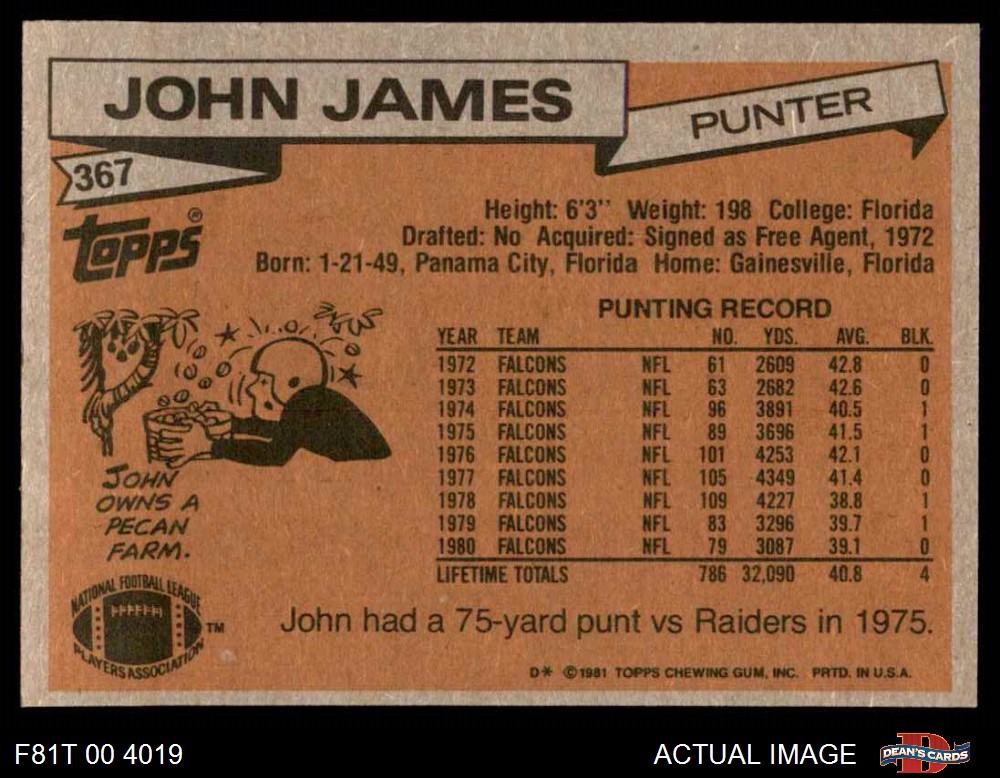 JOHN JAMES
PUNTER
367
TOPPS®
Height: 6'3" Weight: 198 College: Florida
Drafted: No Acquired: Signed as Free Agent, 1972
Born: 1-21-49, Panama City, Florida Home: Gainesville, Florida
PUNTING RECORD
YEAR TEAM NO. YDS. AVG. BLK.
1972 FALCONS NFL 61 2609 42.8 0
1973 FALCONS NFL 63 2682 42.6 0
1974 FALCONS NFL 96 3891 40.5 1
1975 FALCONS NFL 89 3696 41.5 1
1976 FALCONS NFL 101 4253 42.1 0
1977 FALCONS NFL 105 4349 41.4 0
1978 FALCONS NFL 109 4227 38.8 1
1979 FALCONS NFL 83 3296 39.7 1
1980 FALCONS NFL 79 3087 39.1 0
LIFETIME TOTALS 786 32,090 40.8 4
JOHN
OWNS A
PECAN
FARM.
NATIONAL FOOTBALL LEAGUE
PLAYERS ASSOCIATION
TM
John had a 75-yard punt vs Raiders in 1975.
D* ©1981 TOPPS CHEWING GUM, INC. PRTD. IN U.S.A.
F81T 00 4019
ACTUAL IMAGE
D
DEAN'S CARDS